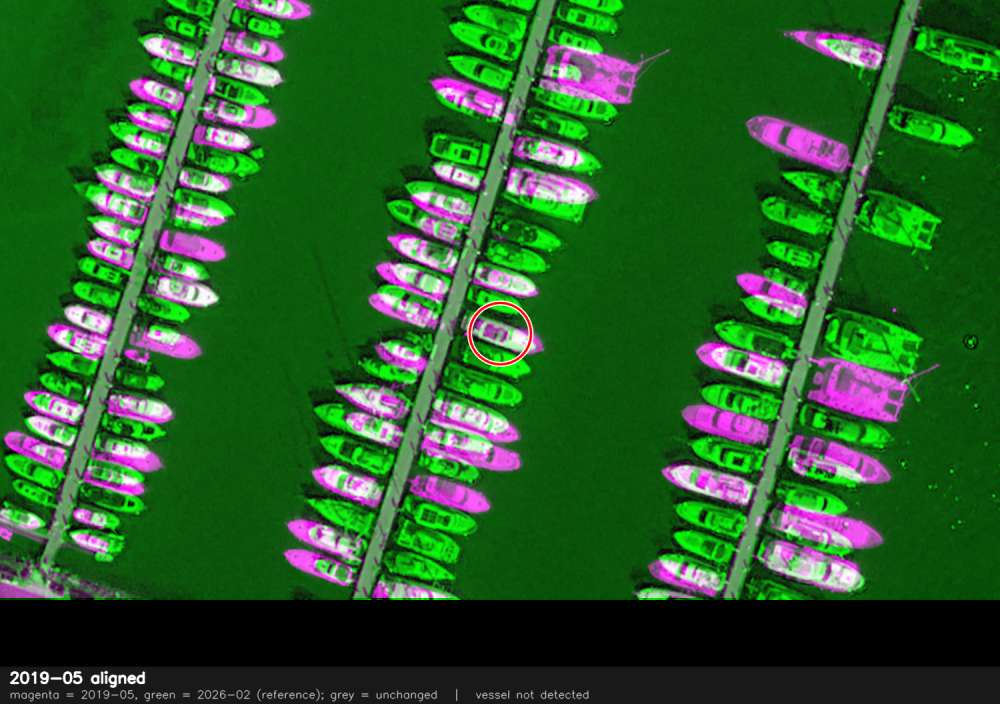 2019-05 aligned
magenta = 2019-05, green = 2026-02 (reference); grey = unchanged | vessel not detected